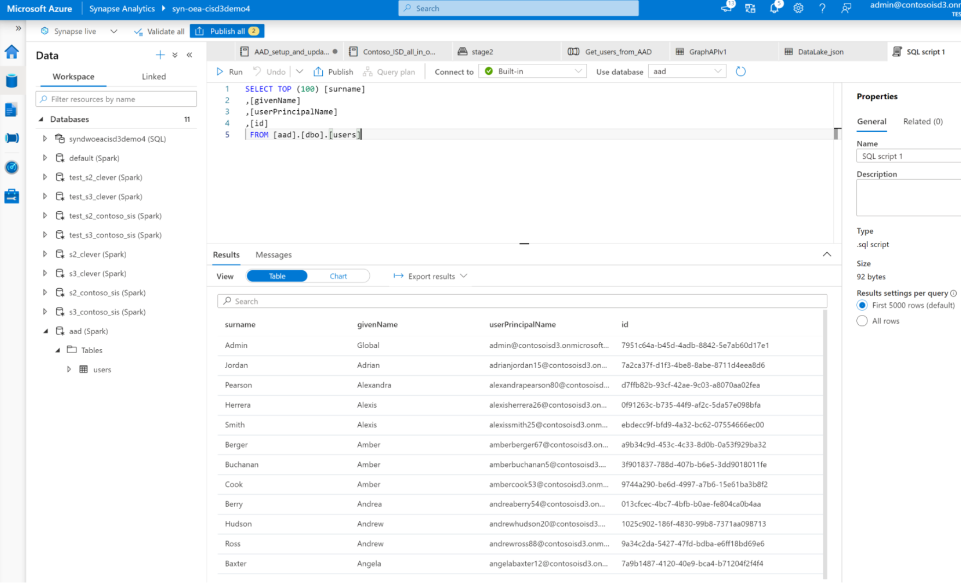 Microsoft Azure Synapse Analytics syn-oea-cisd3demo4 Search admin@contosoisd3.on
Synapse live Validate all Publish all 2
Data
Workspace Linked
Filter resources by name
Databases 11
syndwoeacisd3demo4 (SQL)
default (Spark)
test_s2_clever (Spark)
test_s3_clever (Spark)
test_s2_contoso_sis (Spark)
test_s3_contoso_sis (Spark)
s2_clever (Spark)
s3_clever (Spark)
s2_contoso_sis (Spark)
s3_contoso_sis (Spark)
aad (Spark)
Tables
users
AAD_setup_and_upda... Contoso_ISD_all_in_o... stage2 Get_users_from_AAD GraphAPIv1 DataLake_json SQL script 1
Run Undo Publish Query plan Connect to Built-in Use database aad
1 SELECT TOP (100) [surname]
2 ,[givenName]
3 ,[userPrincipalName]
4 ,[id]
5 FROM [aad].[dbo].[users]
Results Messages
View Table Chart Export results
Search
surname givenName userPrincipalName id
Admin Global admin@contosoisd3.onmicrosoft... 7951c64a-b45d-4adb-8842-5e7ab60d17e1
Jordan Adrian adrianjordan15@contosoisd3.on... 7a2ca37f-d1f3-4be8-8abe-8711d4eea8d6
Pearson Alexandra alexandrapearson80@contosoisd... d7ffb82b-93cf-42ae-9c03-a8070aa02fea
Herrera Alexis alexisherrera26@contosoisd3.on... 0f91263c-b735-44f9-af2c-5da57e098bfa
Smith Alexis alexissmith25@contosoisd3.onm... ebdecc9f-bfd9-4a32-bc62-07554666ec00
Berger Amber amberberger67@contosoisd3.on... a9b34c9d-453c-4c33-8d0b-0a53f929ba32
Buchanan Amber amberbuchanan5@contosoisd3.... 3f901837-788d-407b-b6e5-3dd9018011fe
Cook Amber ambercook53@contosoisd3.onm... 9744a290-be6d-4997-a7b6-15e61ba3b8f2
Berry Andrea andreaberry54@contosoisd3.on... 013cfcec-4bc7-4bfb-b0ae-fe804ca0b4aa
Hudson Andrew andrewhudson20@contosoisd3.... 1025c902-186f-4830-99b8-7371aa098713
Ross Andrew andrewross88@contosoisd3.onm... 9a34c2da-5427-47fd-bdba-e6ff18bd69e6
Baxter Angela angelabaxter12@contosoisd3.on... 7a9b1487-4120-40e9-bca4-b71204f2f4f4
Properties
General Related (0)
Name
SQL script 1
Description
Type
.sql script
Size
92 bytes
Results settings per query
First 5000 rows (default)
All rows